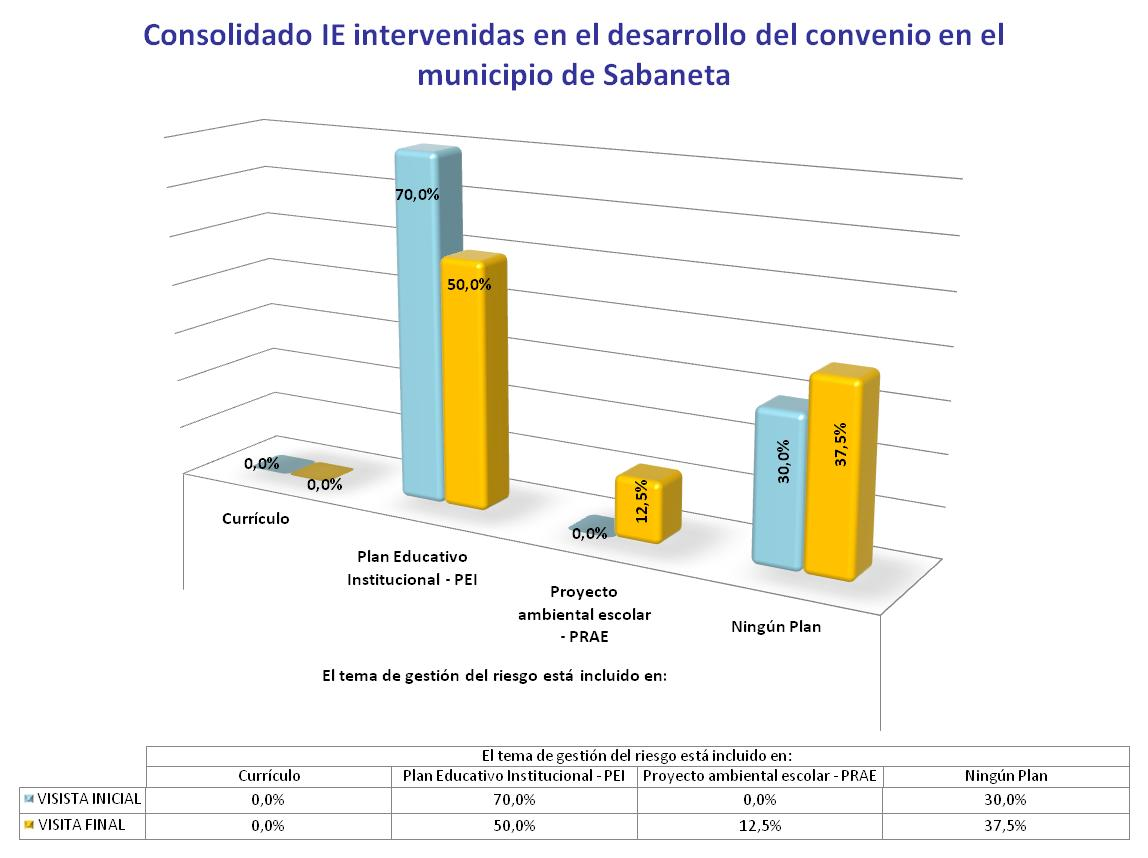 Consolidado IE intervenidas en el desarrollo del convenio en el
municipio de Sabaneta
70,0%
50,0%
0,0%
0,0%
0,0%
12,5%
30,0%
37,5%
Currículo
Plan Educativo
Institucional - PEI
Proyecto
ambiental escolar
- PRAE
Ningún Plan
El tema de gestión del riesgo está incluido en:
El tema de gestión del riesgo está incluido en:
Currículo Plan Educativo Institucional - PEI Proyecto ambiental escolar - PRAE Ningún Plan
VISISTA INICIAL 0,0% 70,0% 0,0% 30,0%
VISITA FINAL 0,0% 50,0% 12,5% 37,5%